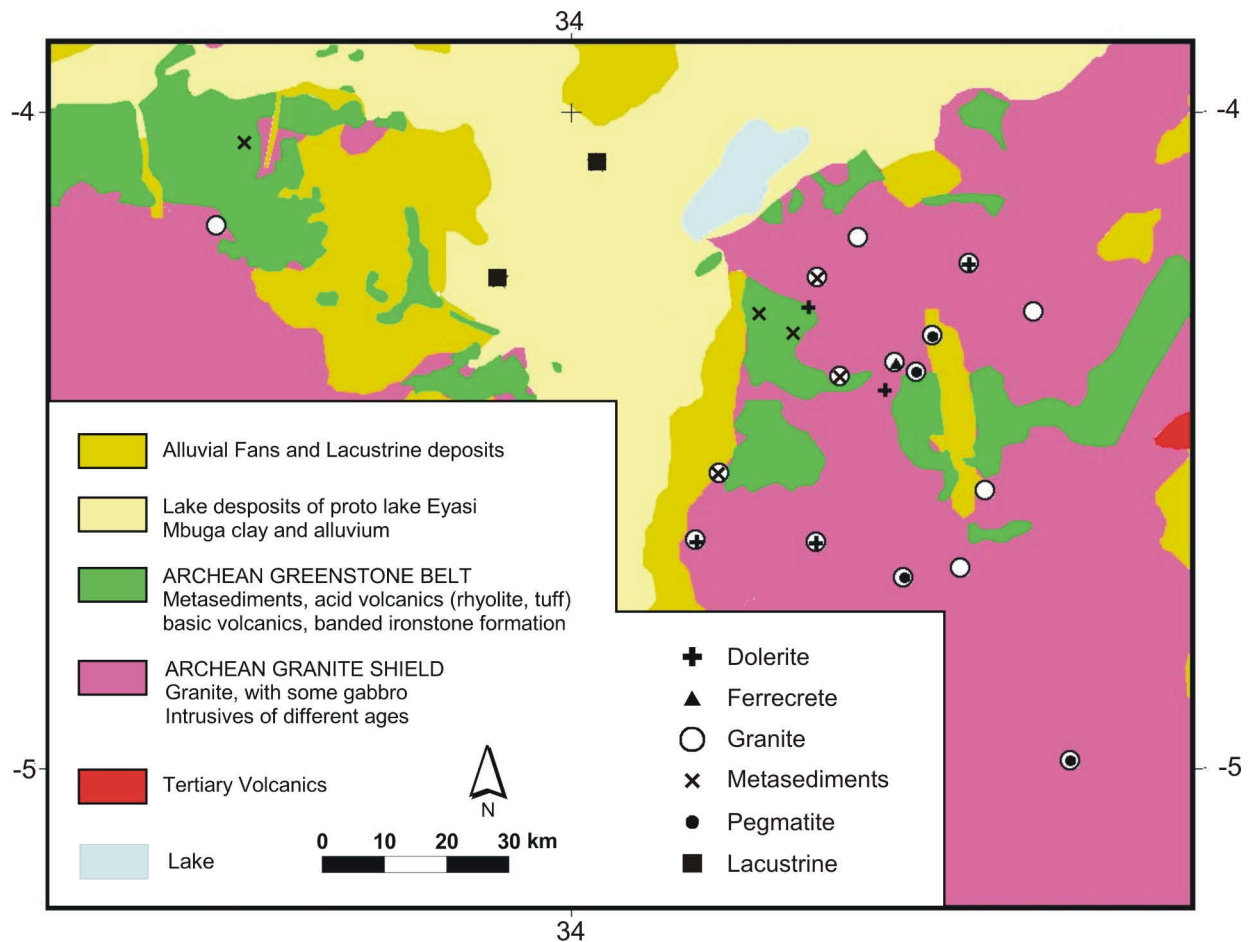 34
-4
-4
Alluvial Fans and Lacustrine deposits
Lake desposits of proto lake Eyasi
Mbuga clay and alluvium
ARCHEAN GREENSTONE BELT
Metasediments, acid volcanics (rhyolite, tuff)
basic volcanics, banded ironstone formation
ARCHEAN GRANITE SHIELD
Granite, with some gabbro
Intrusives of different ages
Tertiary Volcanics
Lake
N
0 10 20 30 km
Dolerite
Ferrecrete
Granite
Metasediments
Pegmatite
Lacustrine
-5
-5
34